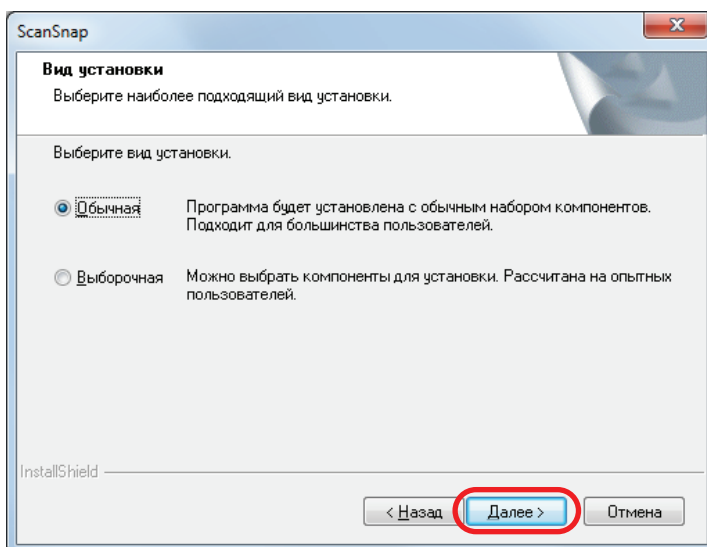 ScanSnap
Вид установки
Выберите наиболее подходящий вид установки.
Выберите вид установки.
Обычная
Программа будет установлена с обычным набором компонентов.
Подходит для большинства пользователей.
Выборочная
Можно выбрать компоненты для установки. Рассчитана на опытных
пользователей.
InstallShield
< Назад
Далее >
Отмена